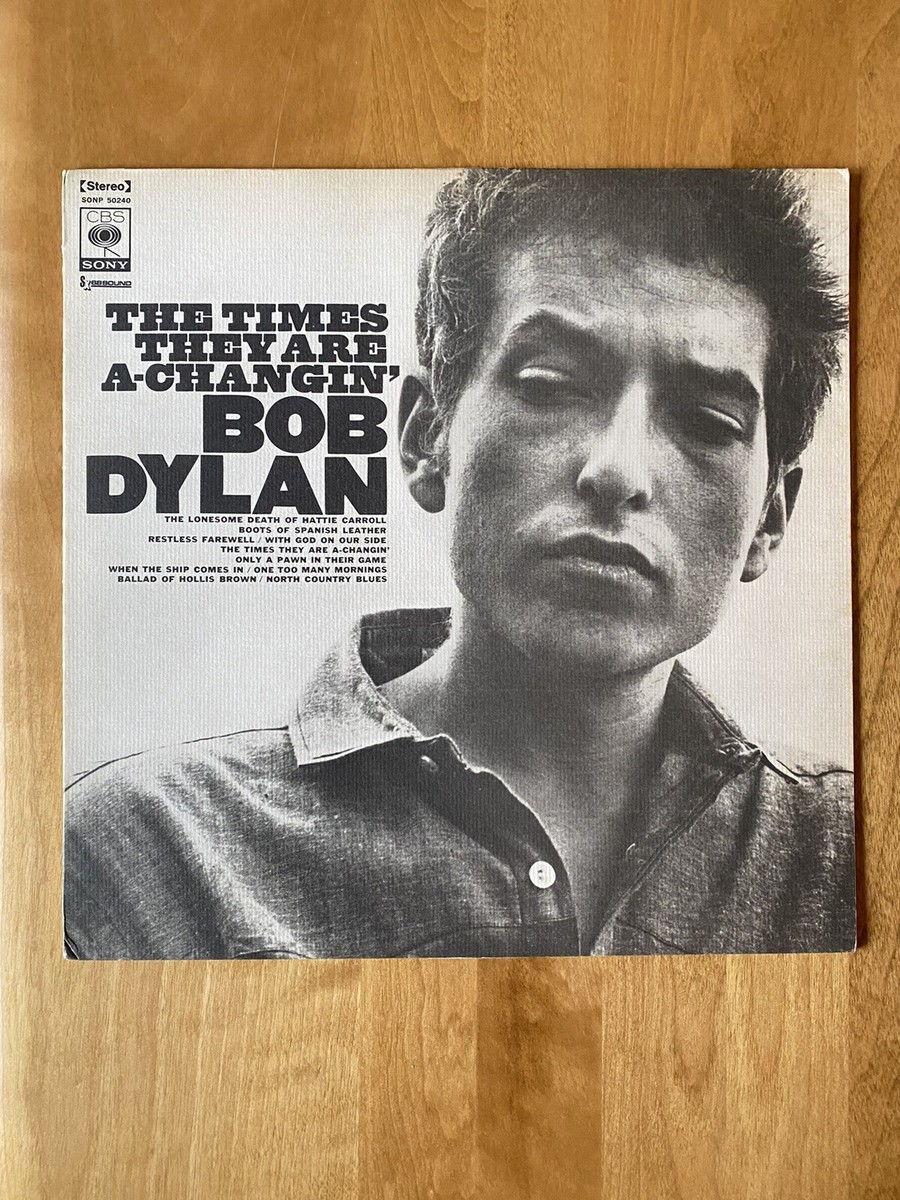 【Stereo】
SONP 50240
CBS
SONY
SX68SOUND
THE TIMES
THEY ARE
A-CHANGIN'
BOB
DYLAN
THE LONESOME DEATH OF HATTIE CARROLL
BOOTS OF SPANISH LEATHER
RESTLESS FAREWELL / WITH GOD ON OUR SIDE
THE TIMES THEY ARE A-CHANGIN'
ONLY A PAWN IN THEIR GAME
WHEN THE SHIP COMES IN / ONE TOO MANY MORNINGS
BALLAD OF HOLLIS BROWN / NORTH COUNTRY BLUES